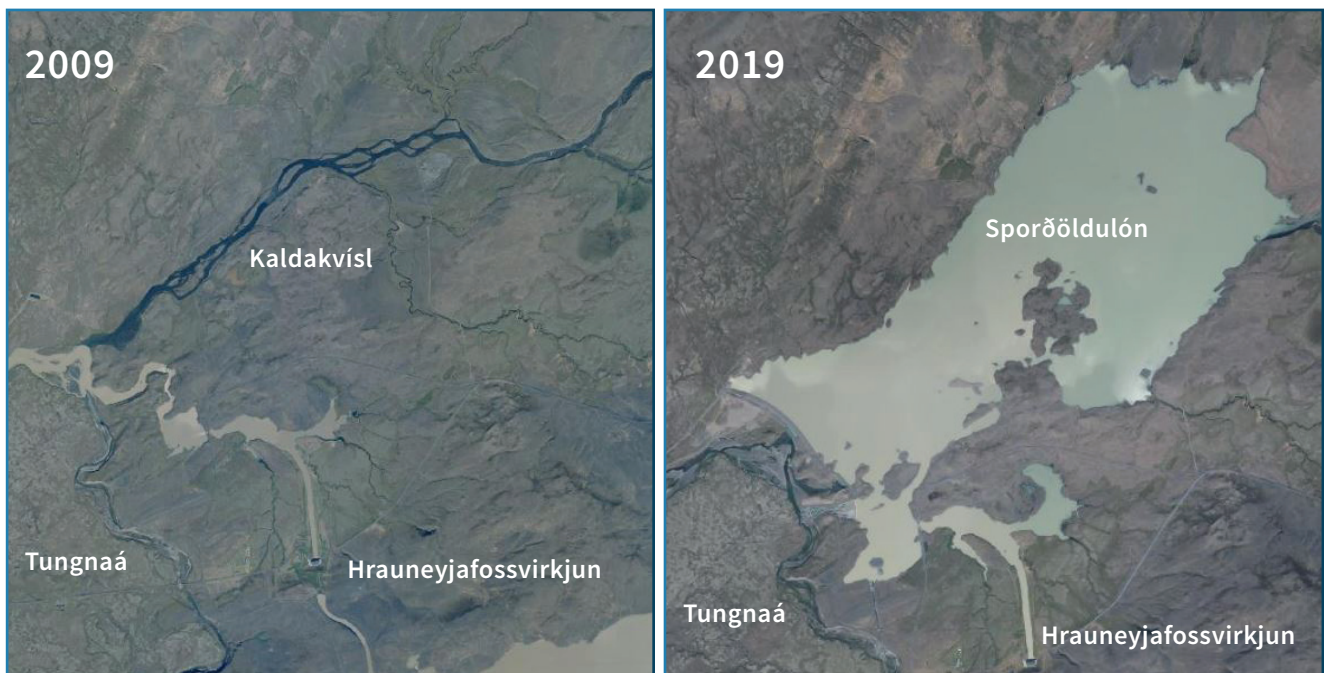 2009
Kaldakvísl
Tungnaá
Hrauneyjafossvirkjun
2019
Sporðöldulón
Tungnaá
Hrauneyjafossvirkjun